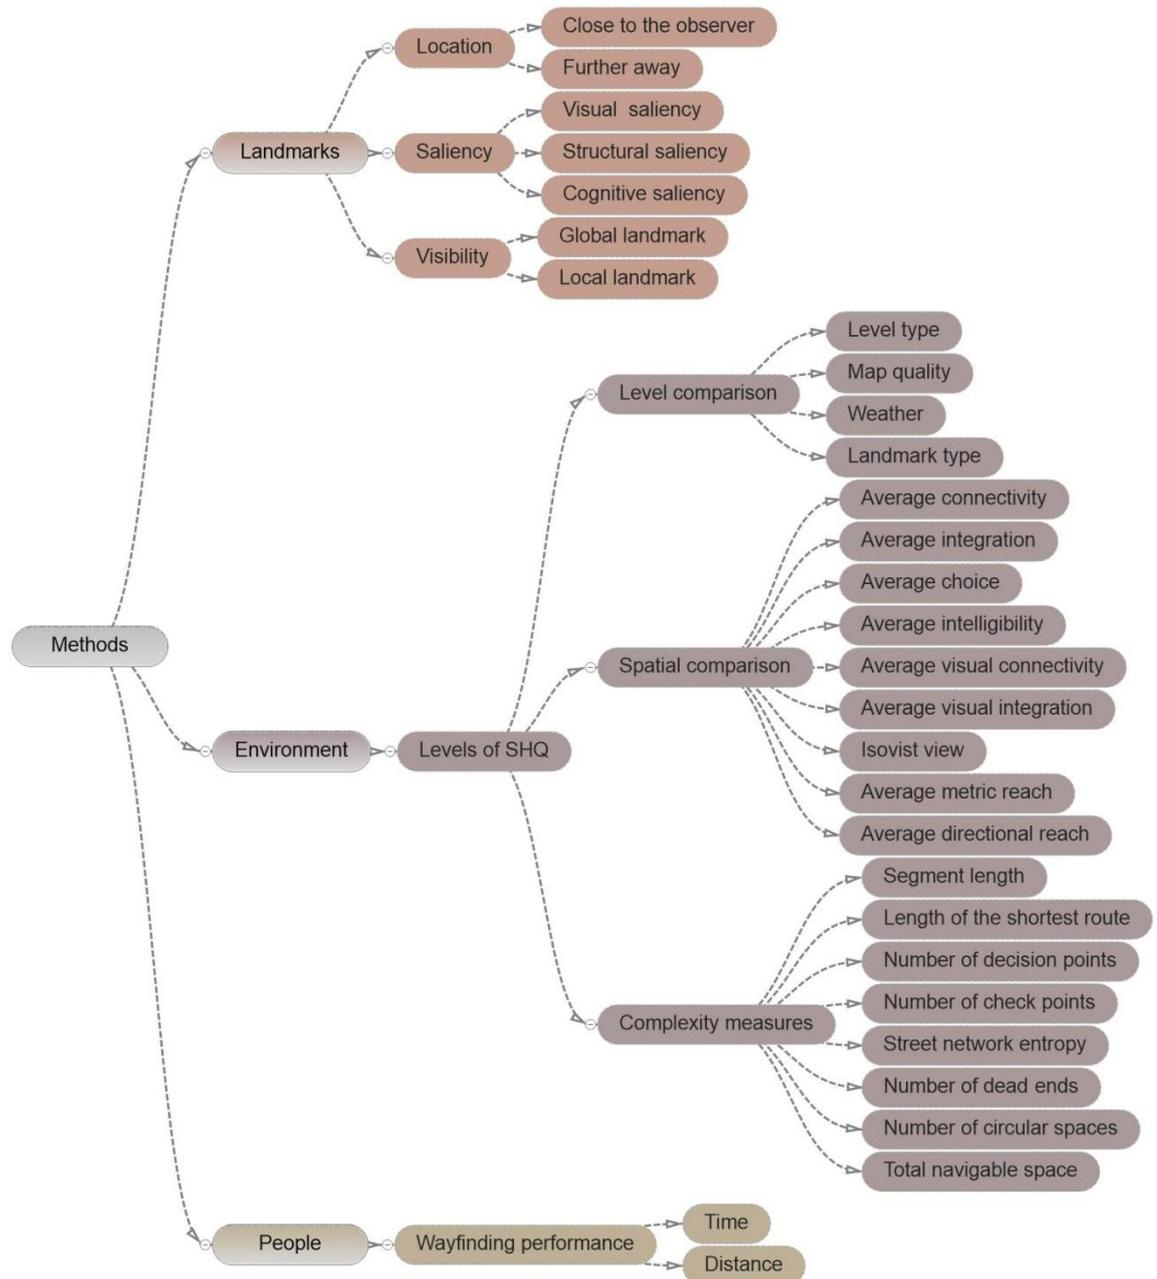 Close to the observer
Location
Further away
Visual saliency
Landmarks
Saliency
Structural saliency
Cognitive saliency
Global landmark
Visibility
Local landmark
Level type
Map quality
Level comparison
Weather
Landmark type
Average connectivity
Average integration
Average choice
Average intelligibility
Methods
Spatial comparison
Average visual connectivity
Average visual integration
Environment
Levels of SHQ
Isovist view
Average metric reach
Average directional reach
Segment length
Length of the shortest route
Number of decision points
Number of check points
Complexity measures
Street network entropy
Number of dead ends
Number of circular spaces
Total navigable space
Time
People
Wayfinding performance
Distance